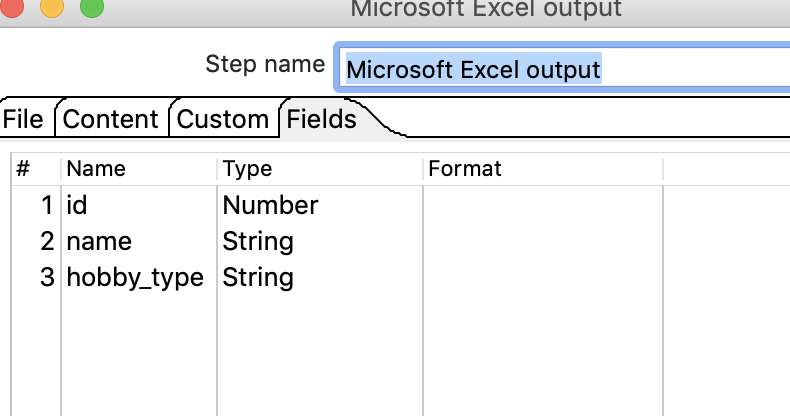 Microsoft Excel output
Step name Microsoft Excel output
File Content Custom Fields
# Name Type Format
1 id Number
2 name String
3 hobby_type String